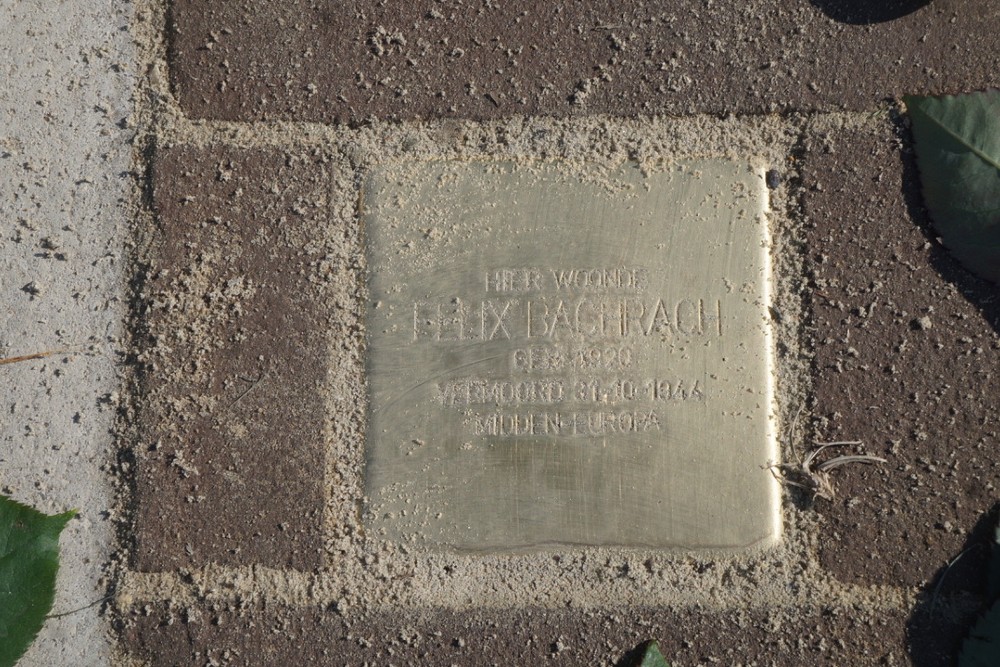 HIER WOONDE
FELIX BACHRACH
GEB. 1920
VERMOORD 31.10.1944
MIDDEN-EUROPA